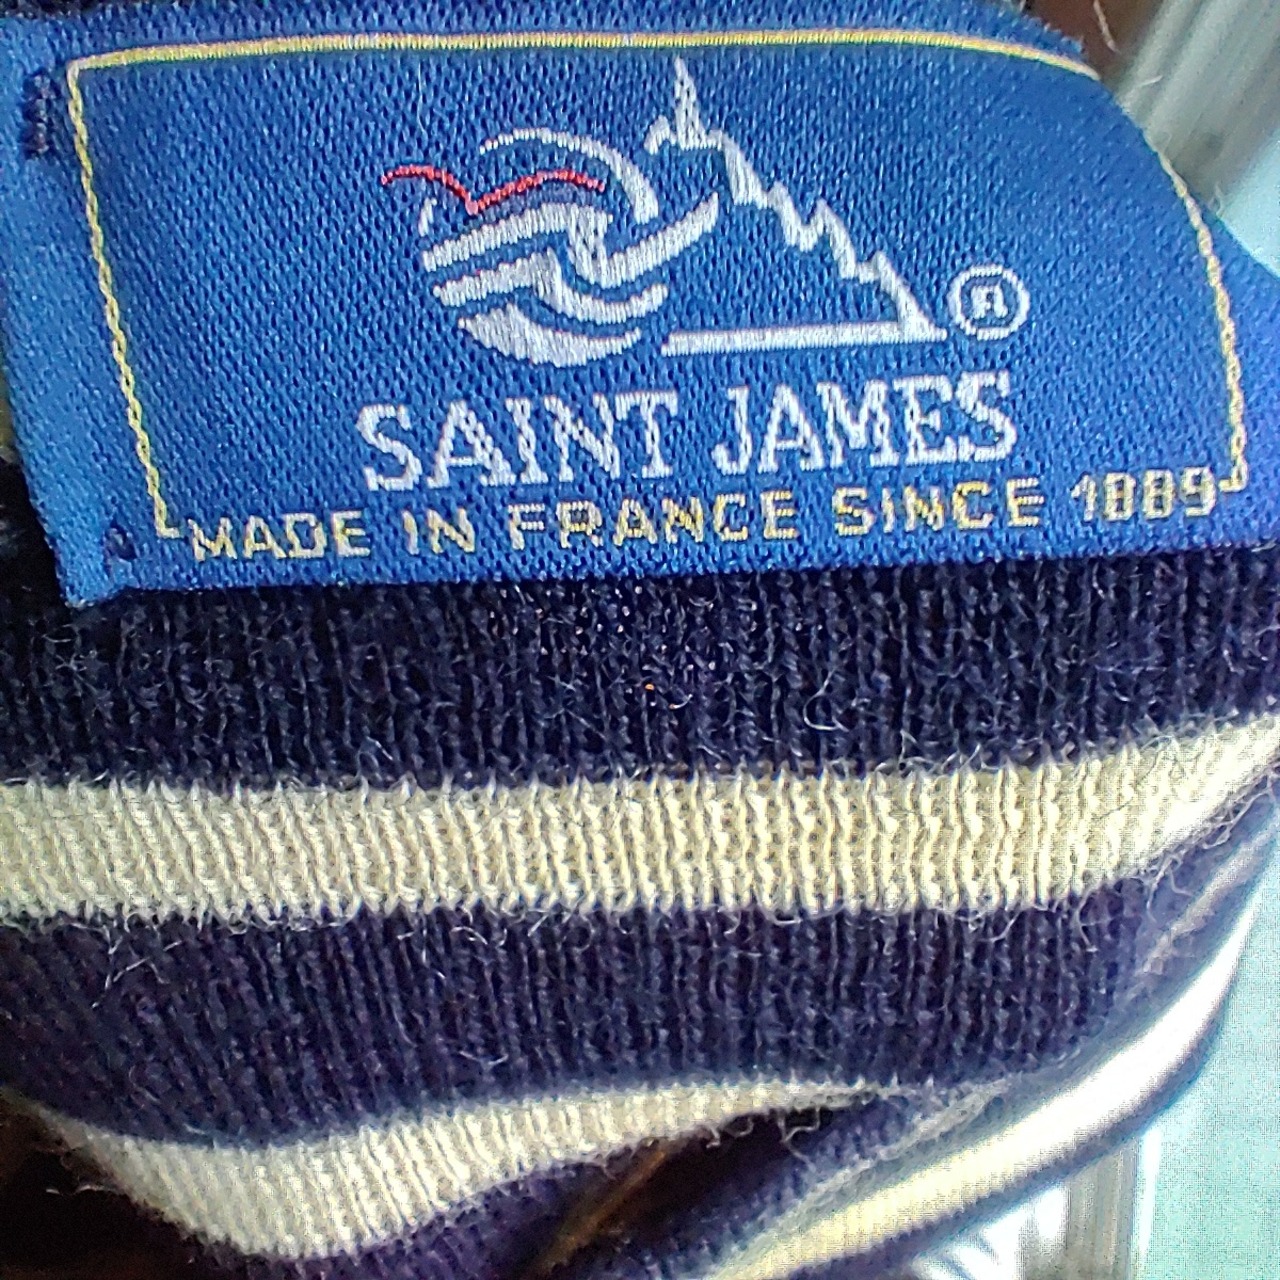 ®
SAINT JAMES
MADE IN FRANCE SINCE 1889